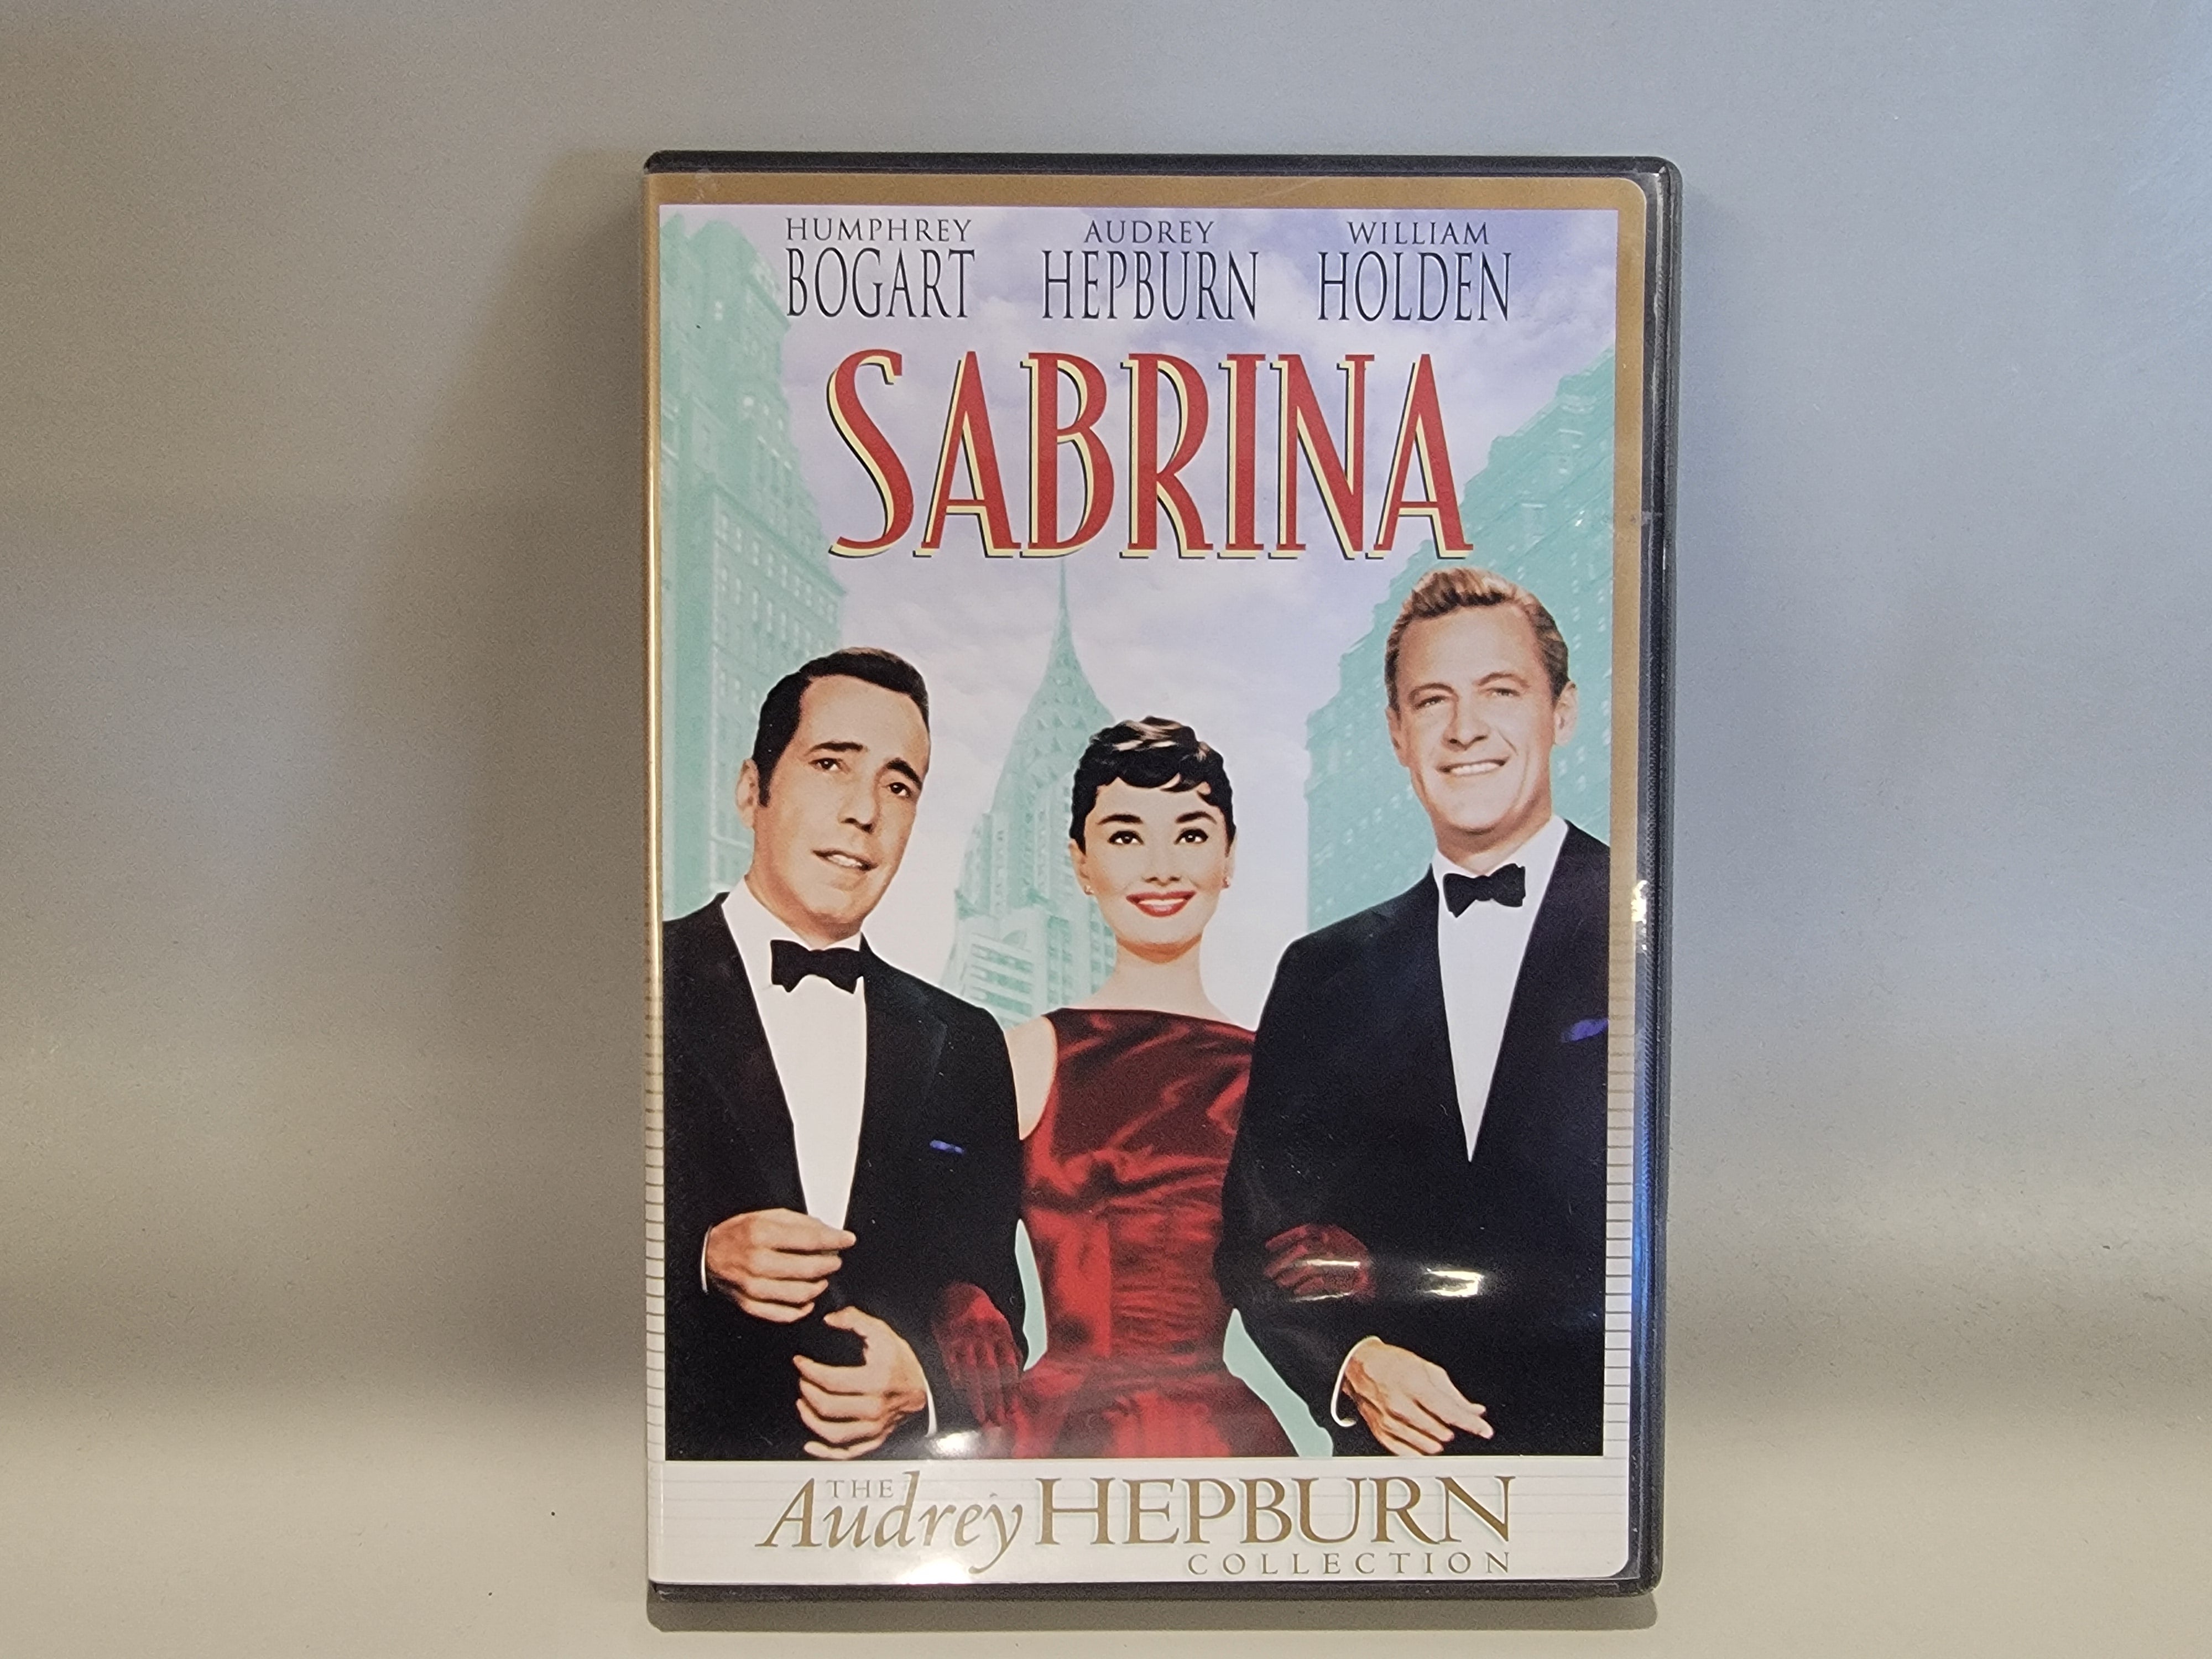 HUMPHREY AUDREY WILLIAM
BOGART HEPBURN HOLDEN
SABRINA
THE
Audrey HEPBURN
COLLECTION